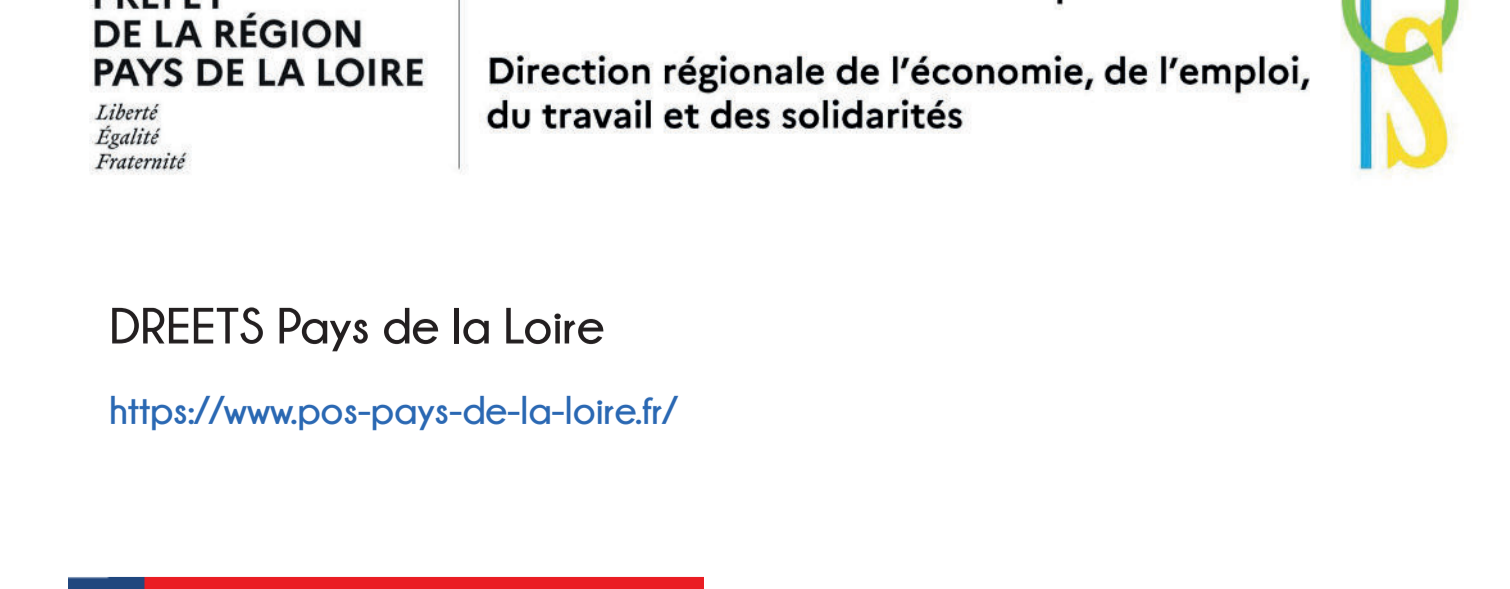 PRÉFET
DE LA RÉGION
PAYS DE LA LOIRE
Liberté
Égalité
Fraternité
Direction régionale de l'économie, de l'emploi,
du travail et des solidarités
DREETS Pays de la Loire
https://www.pos-pays-de-la-loire.fr/